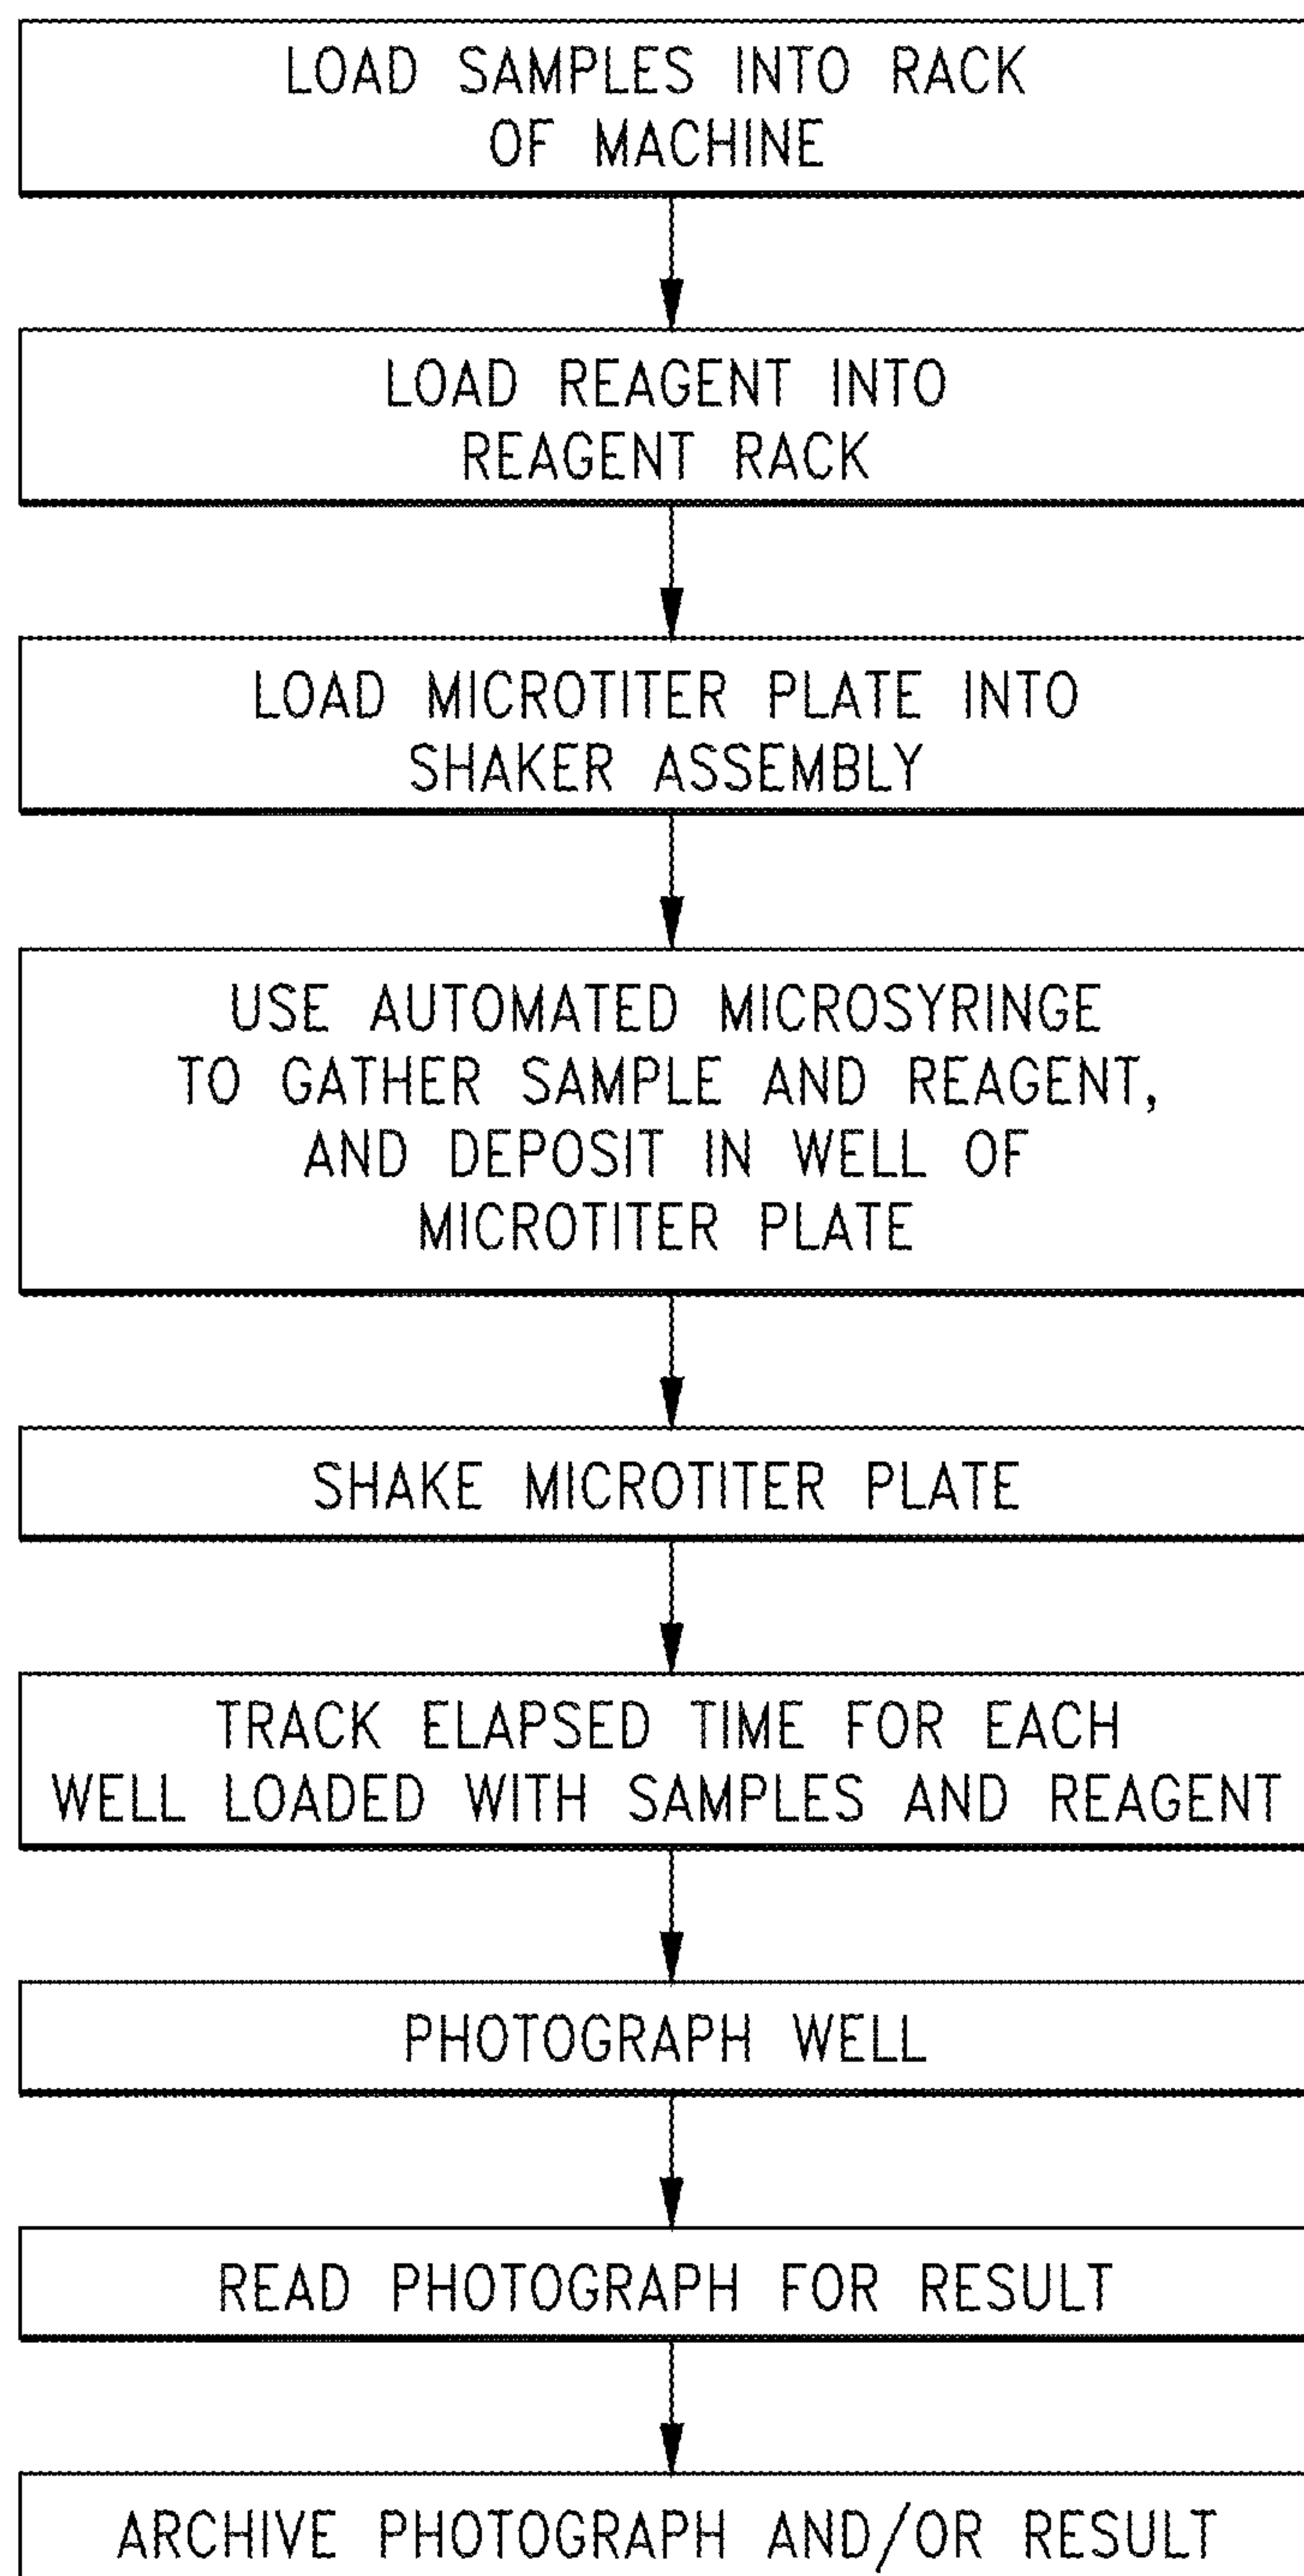 LOAD SAMPLES INTO RACK
OF MACHINE
LOAD REAGENT INTO
REAGENT RACK
LOAD MICROTITER PLATE INTO
SHAKER ASSEMBLY
USE AUTOMATED MICROSYRINGE
TO GATHER SAMPLE AND REAGENT,
AND DEPOSIT IN WELL OF
MICROTITER PLATE
SHAKE MICROTITER PLATE
TRACK ELAPSED TIME FOR EACH
WELL LOADED WITH SAMPLES AND REAGENT
PHOTOGRAPH WELL
READ PHOTOGRAPH FOR RESULT
ARCHIVE PHOTOGRAPH AND/OR RESULT